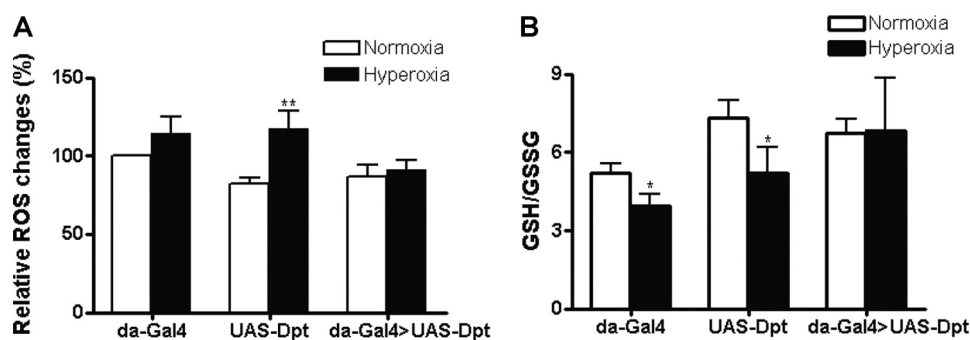 A
Normoxia
Hyperoxia
Relative ROS changes (%)
150
100
50
0
**
da-Gal4
UAS-Dpt
da-Gal4>UAS-Dpt
B
Normoxia
Hyperoxia
GSH/GSSG
9
6
3
0
*
*
da-Gal4
UAS-Dpt
da-Gal4>UAS-Dpt